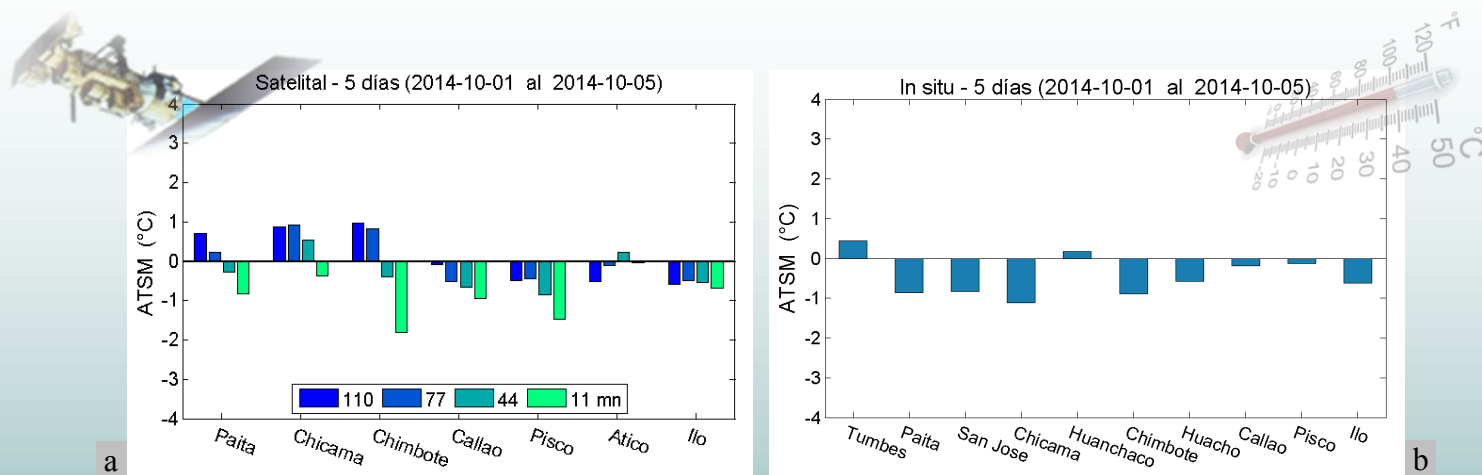 Satelital - 5 días (2014-10-01 al 2014-10-05)
ATSM (°C)
4
3
2
1
0
-1
-2
-3
-4
110 77 44 11 mn
Paita Chicama Chimbote Callao Pisco Atico Ilo
a
In situ - 5 días (2014-10-01 al 2014-10-05)
ATSM (°C)
4
3
2
1
0
-1
-2
-3
-4
Tumbes Paita San Jose Chicama Huanchaco Chimbote Huacho Callao Pisco Ilo
b
°F
40 60 80 100 120
-20 -10 0 10 20 30 40 50
°C